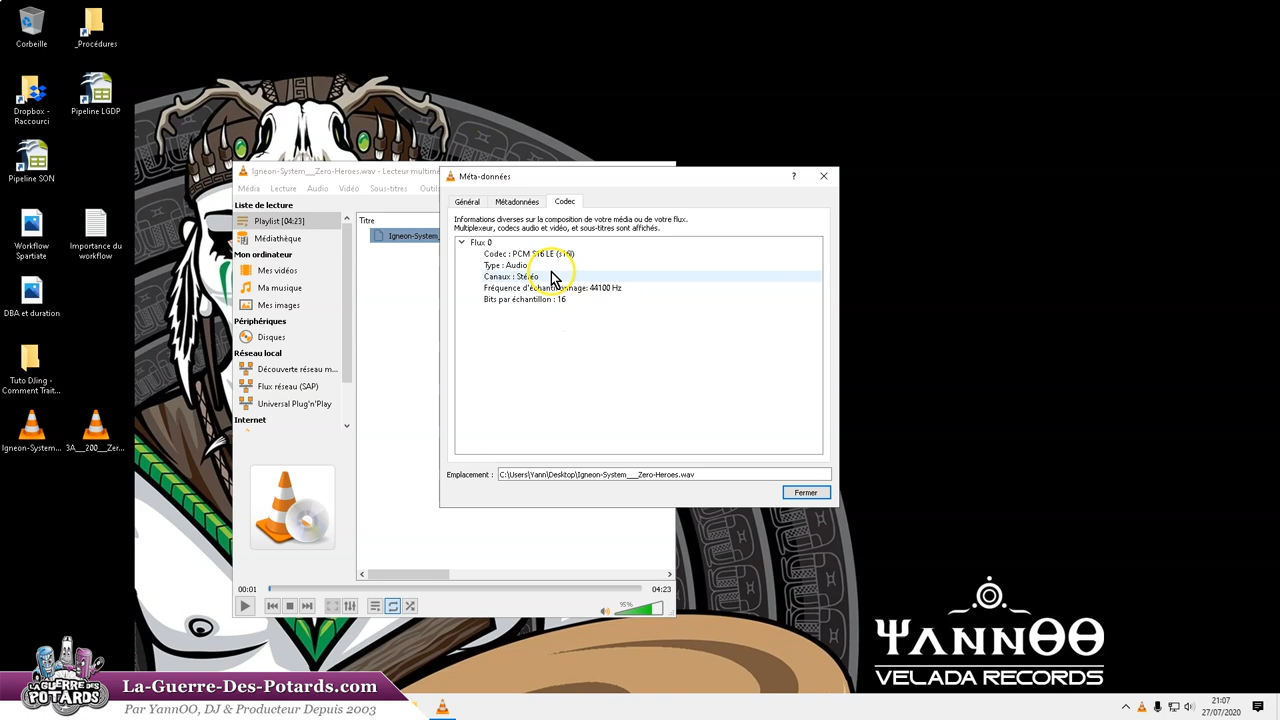 Corbeille
_Procédures
Dropbox -
Raccourci
Pipeline LGDP
Pipeline SON
Workflow
Spartiate
Importance du
workflow
DBA et duration
Tuto DJing -
Comment Trait...
Igneon-System...
3A__200__Zer...
Igneon-System___Zero-Heroes.wav - Lecteur multimé
Média
Lecture
Audio
Vidéo
Sous-titres
Outils
Liste de lecture
Playlist [04:23]
Médiathèque
Mon ordinateur
Mes vidéos
Ma musique
Mes images
Périphériques
Disques
Réseau local
Découverte réseau m...
Flux réseau (SAP)
Universal Plug'n'Play
Internet
Titre
Igneon-System_
00:01
04:23
95%
Méta-données
?
Général
Métadonnées
Codec
Informations diverses sur la composition de votre média ou de votre flux.
Multiplexeur, codecs audio et vidéo, et sous-titres sont affichés.
Flux 0
Codec : PCM S16 LE (s16l)
Type : Audio
Canaux : Stéréo
Fréquence d'échantillonnage: 44100 Hz
Bits par échantillon : 16
Emplacement :
C:\Users\Yann\Desktop\Igneon-System___Zero-Heroes.wav
Fermer
YANNOO
VELADA RECORDS
LA GUERRE DES
POTARDS
La-Guerre-Des-Potards.com
Par YannOO, DJ & Producteur Depuis 2003
21:07
27/07/2020